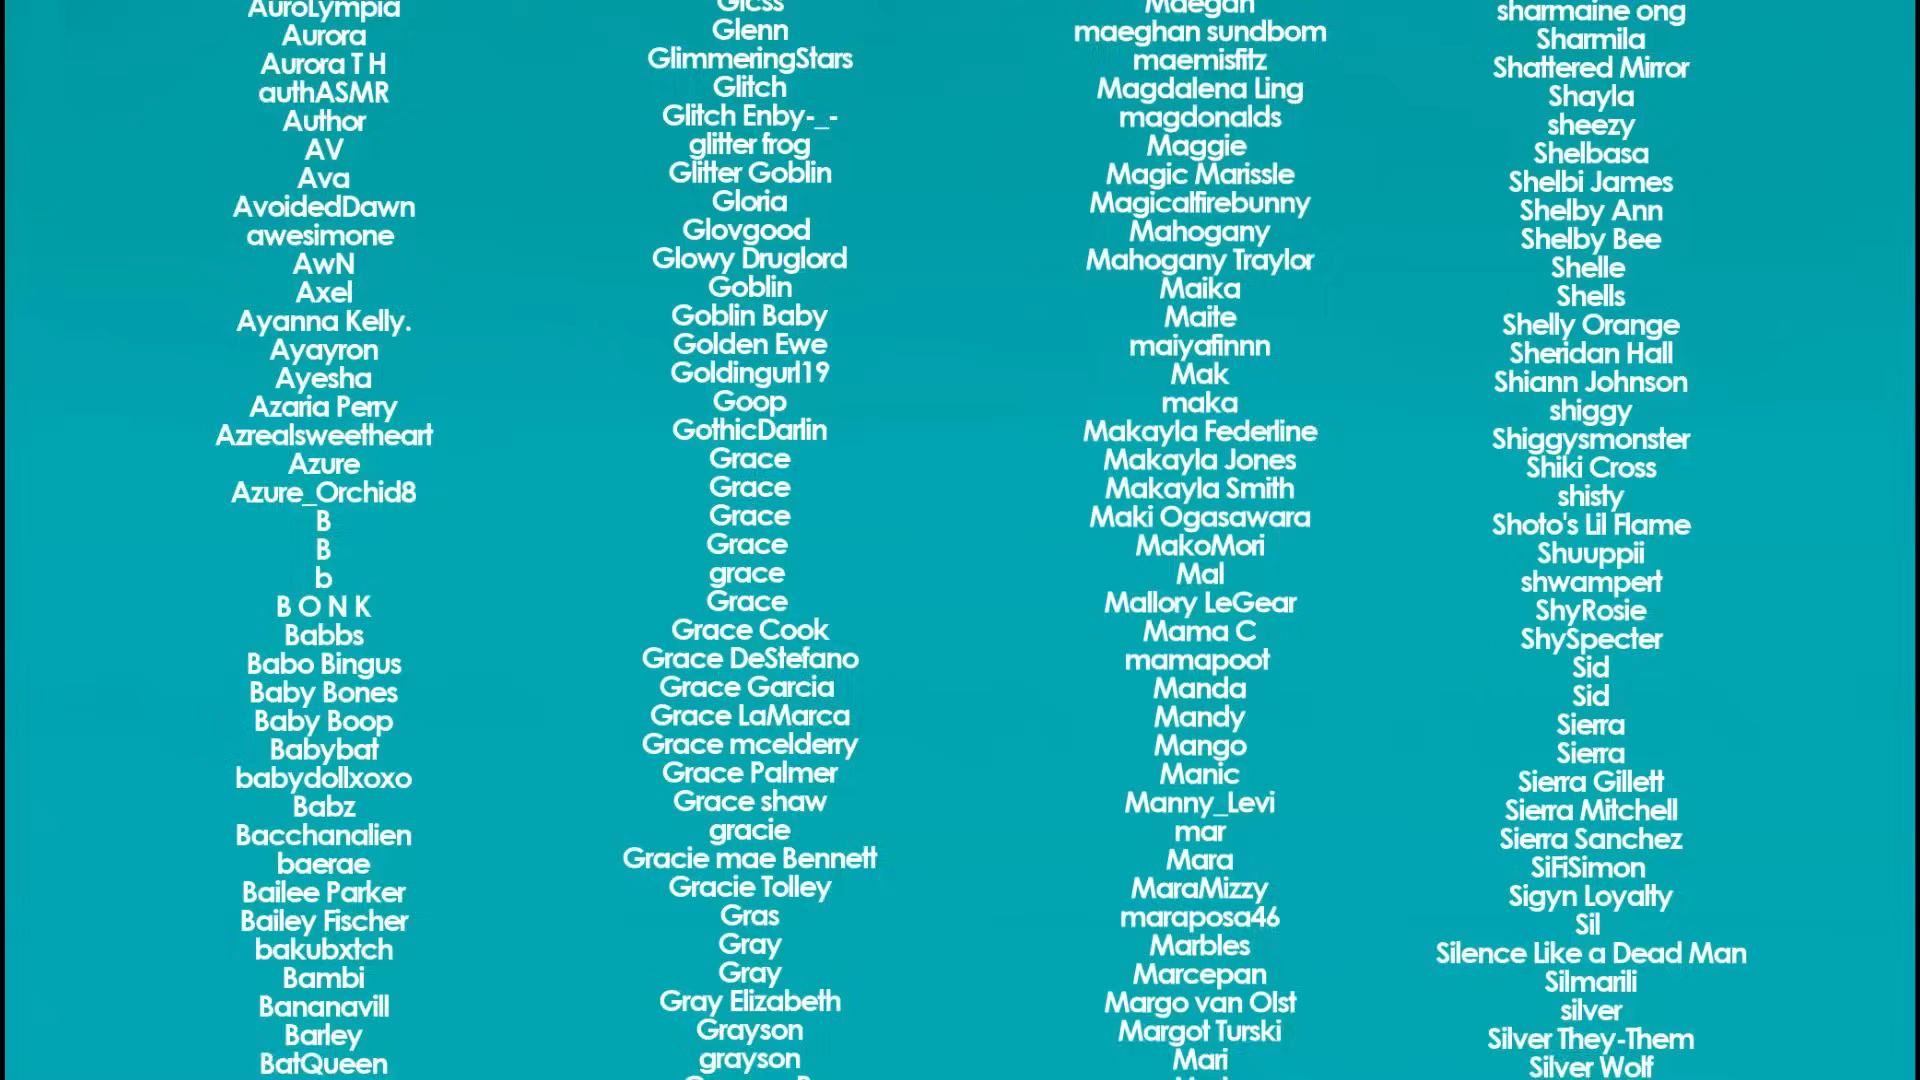 AuroLympia
Aurora
Aurora T H
authASMR
Author
AV
Ava
AvoidedDawn
awesimone
AwN
Axel
Ayanna Kelly.
Ayayron
Ayesha
Azaria Perry
Azrealsweetheart
Azure
Azure_Orchid8
B
B
b
B O N K
Babbs
Babo Bingus
Baby Bones
Baby Boop
Babybat
babydollxoxo
Babz
Bacchanalien
baerae
Bailee Parker
Bailey Fischer
bakubxtch
Bambi
Bananavill
Barley
BatQueen
Glenn
GlimmeringStars
Glitch
Glitch Enby-_-
glitter frog
Glitter Goblin
Gloria
Glovgood
Glowy Druglord
Goblin
Goblin Baby
Golden Ewe
Goldingurl19
Goop
GothicDarlin
Grace
Grace
Grace
Grace
grace
Grace
Grace Cook
Grace DeStefano
Grace Garcia
Grace LaMarca
Grace mcelderry
Grace Palmer
Grace shaw
gracie
Gracie mae Bennett
Gracie Tolley
Gras
Gray
Gray
Gray Elizabeth
Grayson
grayson
Maegan
maeghan sundbom
maemisfitz
Magdalena Ling
magdonalds
Maggie
Magic Marissle
Magicalfirebunny
Mahogany
Mahogany Traylor
Maika
Maite
maiyafinnn
Mak
maka
Makayla Federline
Makayla Jones
Makayla Smith
Maki Ogasawara
MakoMori
Mal
Mallory LeGear
Mama C
mamapoot
Manda
Mandy
Mango
Manic
Manny_Levi
mar
Mara
MaraMizzy
maraposa46
Marbles
Marcepan
Margo van Olst
Margot Turski
Mari
sharmaine ong
Sharmila
Shattered Mirror
Shayla
sheezy
Shelbasa
Shelbi James
Shelby Ann
Shelby Bee
Shelle
Shells
Shelly Orange
Sheridan Hall
Shiann Johnson
shiggy
Shiggysmonster
Shiki Cross
shisty
Shoto's Lil Flame
Shuuppii
shwampert
ShyRosie
ShySpecter
Sid
Sid
Sierra
Sierra
Sierra Gillett
Sierra Mitchell
Sierra Sanchez
SiFiSimon
Sigyn Loyalty
Sil
Silence Like a Dead Man
Silmarili
silver
Silver They-Them
Silver Wolf